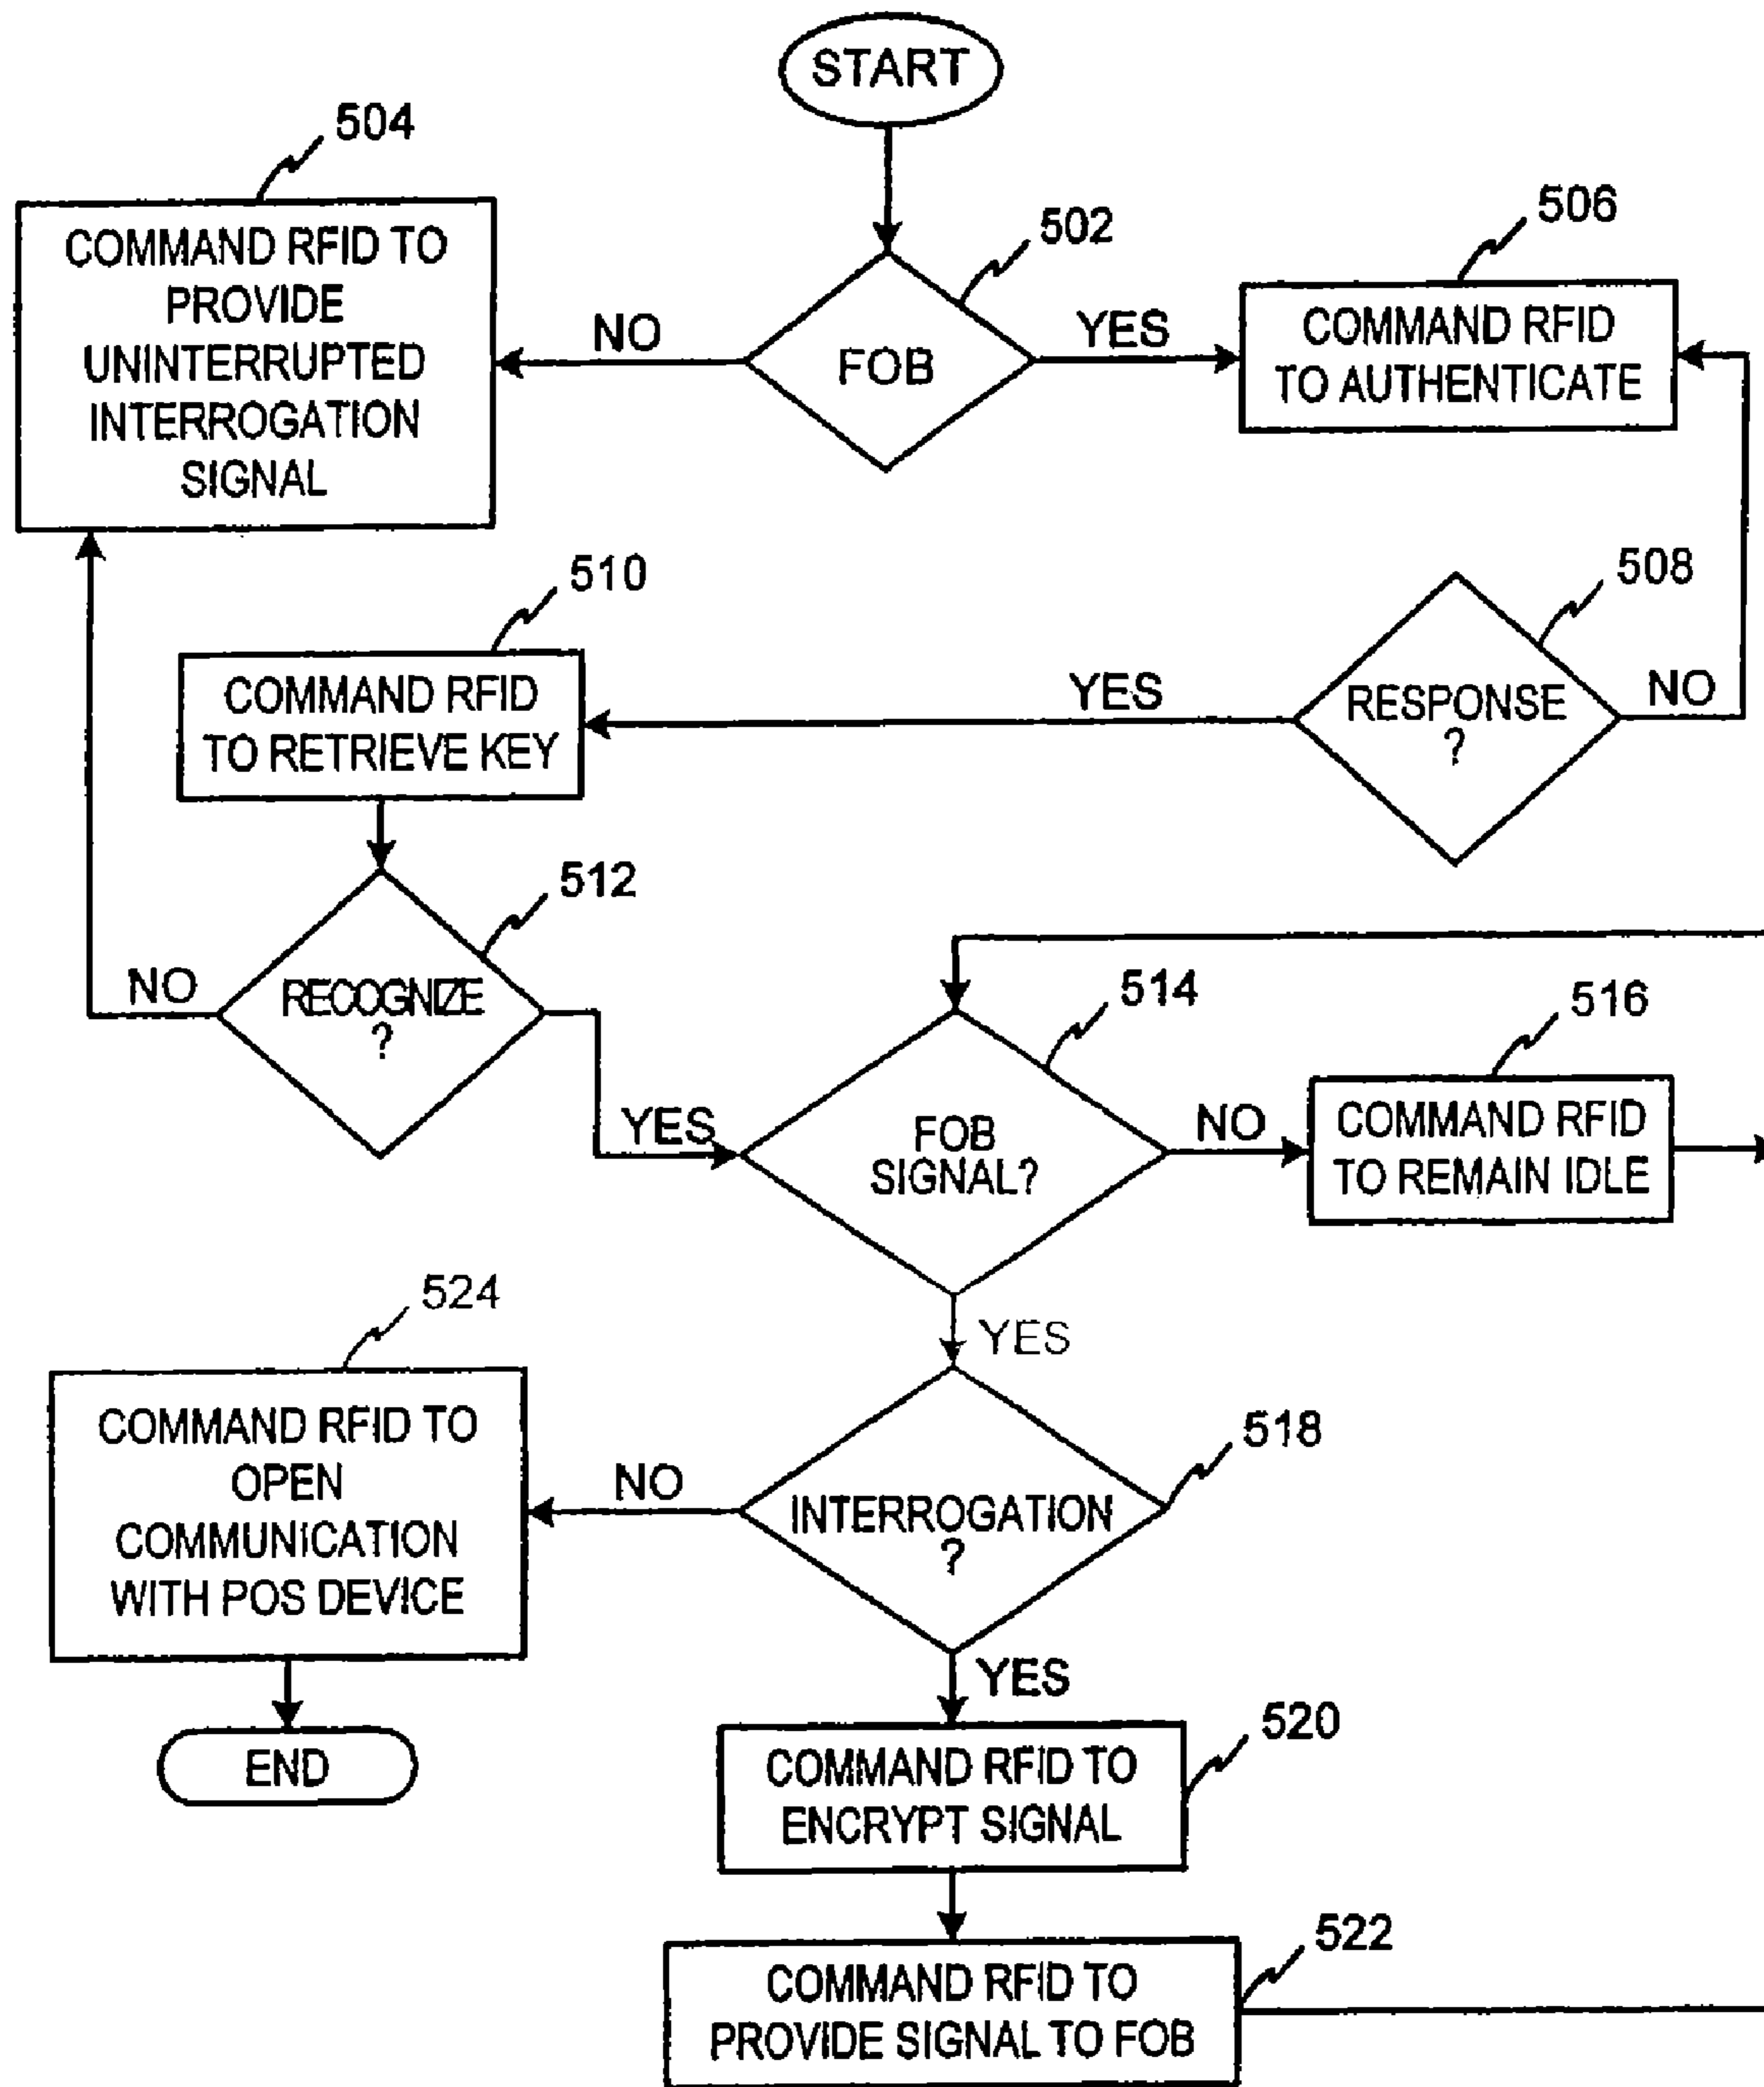 START
504
502
506
COMMAND RFID TO
PROVIDE
UNINTERRUPTED
INTERROGATION
SIGNAL
NO
FOB
YES
COMMAND RFID
TO AUTHENTICATE
510
508
COMMAND RFID
TO RETRIEVE KEY
YES
RESPONSE
?
NO
512
NO
RECOGNIZE
?
YES
514
516
FOB
SIGNAL?
NO
COMMAND RFID
TO REMAIN IDLE
524
YES
COMMAND RFID TO
OPEN
COMMUNICATION
WITH POS DEVICE
NO
518
INTERROGATION
?
END
YES
520
COMMAND RFID TO
ENCRYPT SIGNAL
522
COMMAND RFID TO
PROVIDE SIGNAL TO FOB